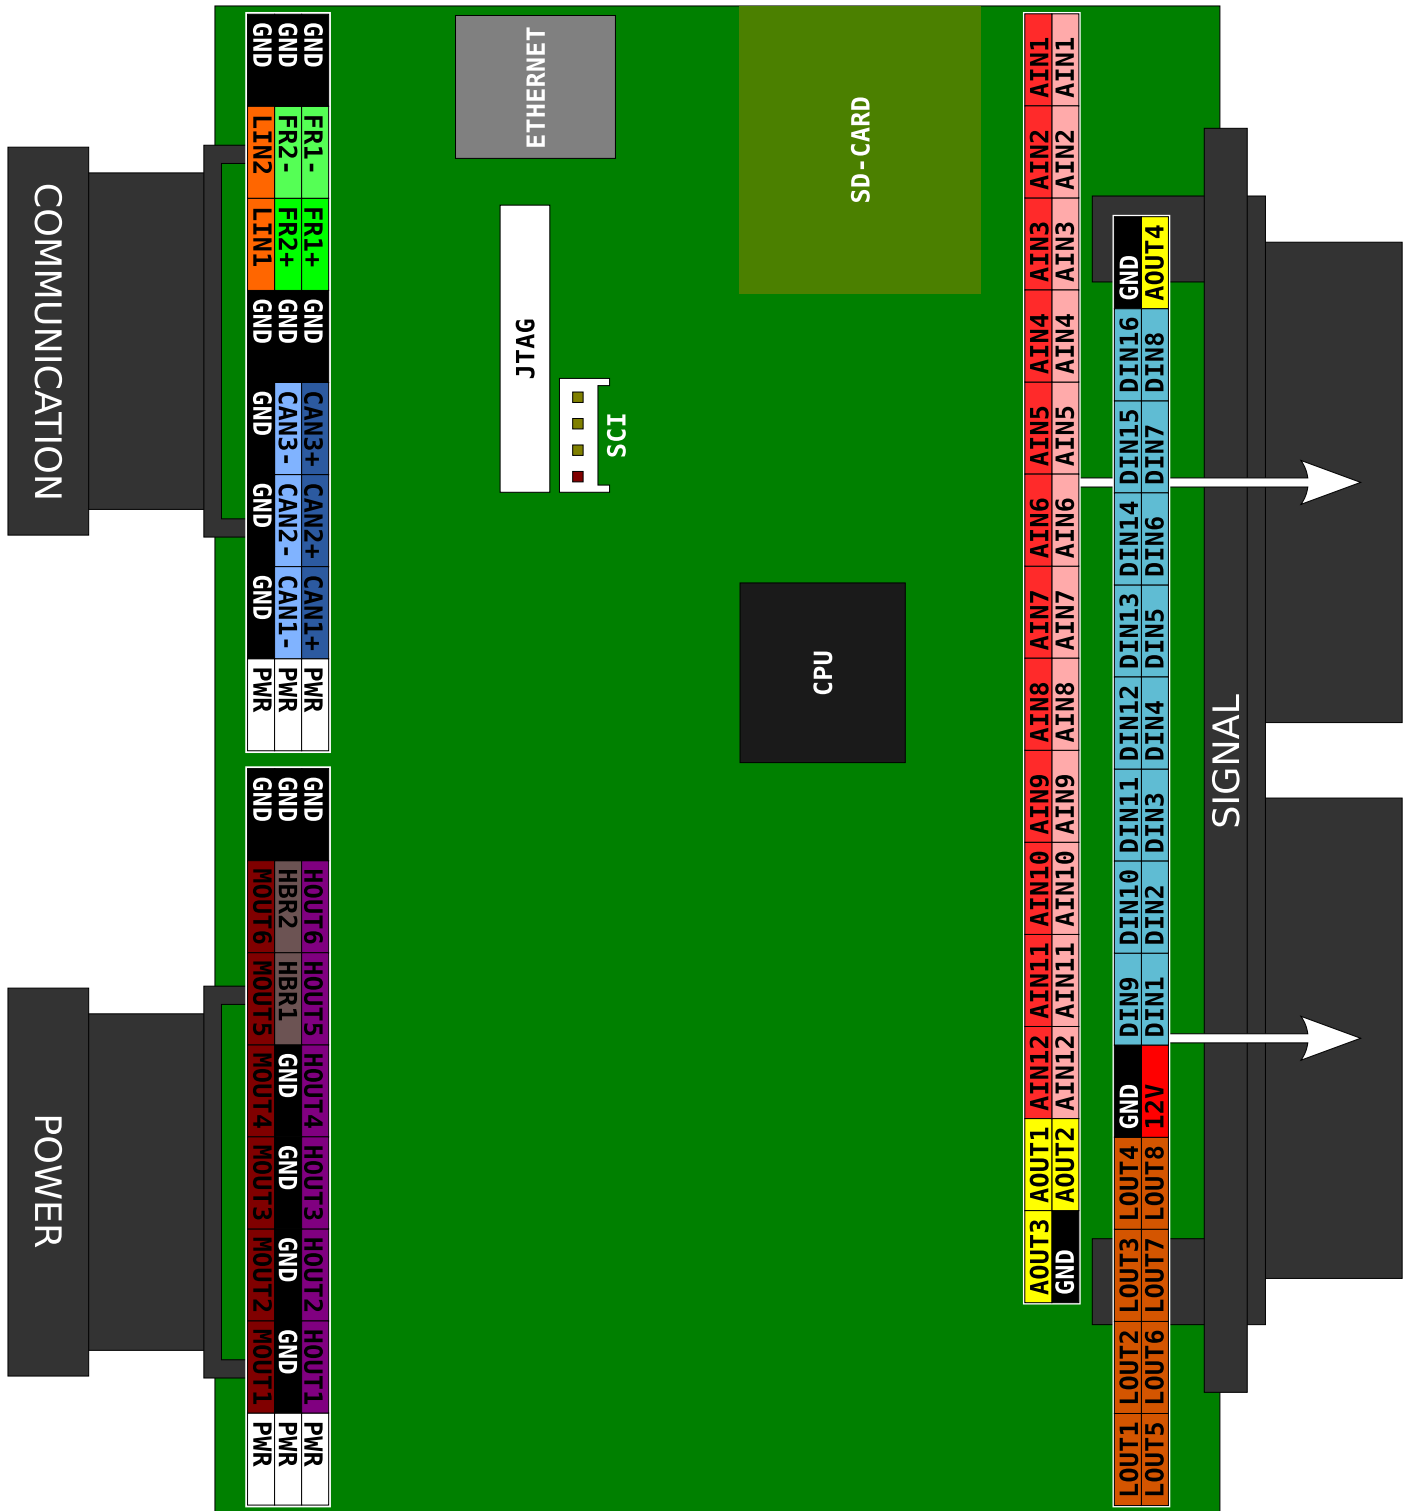 COMMUNICATION
GND GND GND
LIN2 FR2- FR1-
LIN1 FR2+ FR1+
GND GND GND
GND CAN3- CAN3+
GND CAN2- CAN2+
GND CAN1- CAN1+
PWR PWR PWR
POWER
GND GND GND
MOUT6 HBR2 HOUT6
MOUT5 HBR1 HOUT5
MOUT4 GND HOUT4
MOUT3 GND HOUT3
MOUT2 GND HOUT2
MOUT1 GND HOUT1
PWR PWR PWR
ETHERNET
JTAG
SCI
SD-CARD
CPU
AIN1 AIN1
AIN2 AIN2
AIN3 AIN3
AIN4 AIN4
AIN5 AIN5
AIN6 AIN6
AIN7 AIN7
AIN8 AIN8
AIN9 AIN9
AIN10 AIN10
AIN11 AIN11
AIN12 AIN12
AOUT1 AOUT2
AOUT3 GND
GND AOUT4
DIN16 DIN8
DIN15 DIN7
DIN14 DIN6
DIN13 DIN5
DIN12 DIN4
DIN11 DIN3
DIN10 DIN2
DIN9 DIN1
GND 12V
LOUT4 LOUT8
LOUT3 LOUT7
LOUT2 LOUT6
LOUT1 LOUT5
SIGNAL